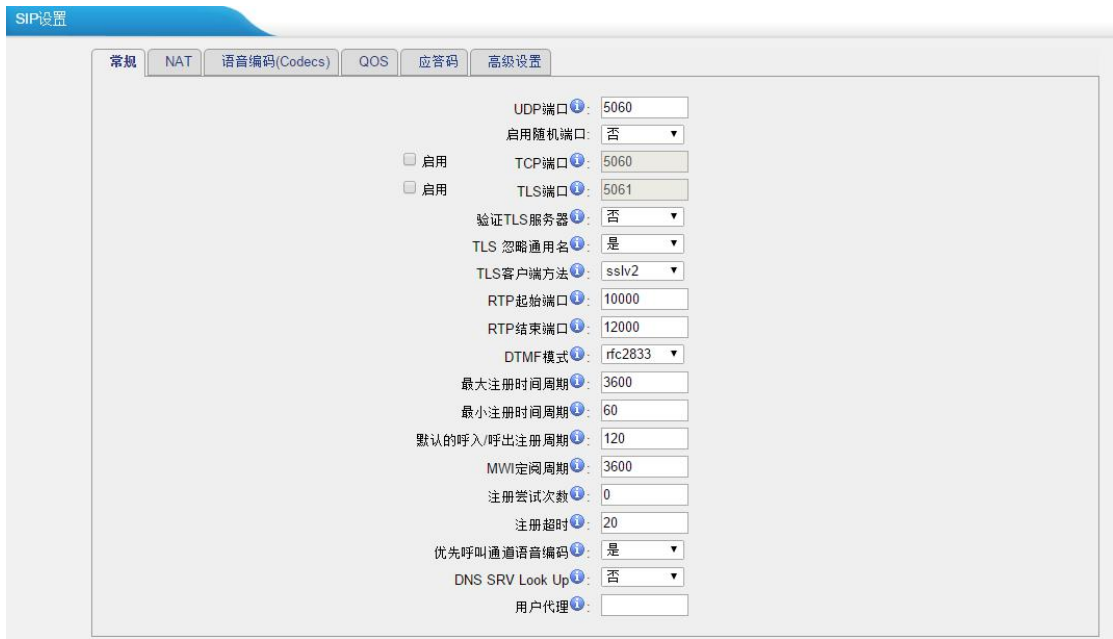 SIP设置
常规 NAT 语音编码(Codecs) QOS 应答码 高级设置
UDP端口: 5060
启用随机端口: 否
启用 TCP端口: 5060
启用 TLS端口: 5061
验证TLS服务器: 否
TLS 忽略通用名: 是
TLS客户端方法: sslv2
RTP起始端口: 10000
RTP结束端口: 12000
DTMF模式: rfc2833
最大注册时间周期: 3600
最小注册时间周期: 60
默认的呼入/呼出注册周期: 120
MWI定阅周期: 3600
注册尝试次数: 0
注册超时: 20
优先呼叫通道语音编码: 是
DNS SRV Look Up: 否
用户代理: